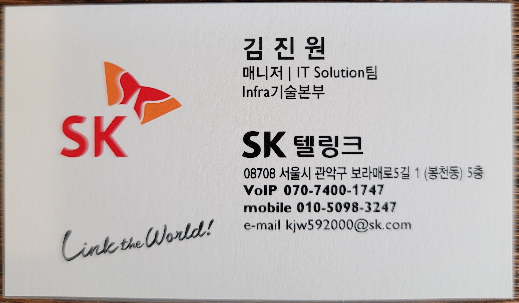 SK
Link the World!
김진원
매니저 | IT Solution팀
Infra기술본부
SK 텔링크
08708 서울시 관악구 보라매로5길 1 (봉천동) 5층
VoIP 070-7400-1747
mobile 010-5098-3247
e-mail kjw592000@sk.com